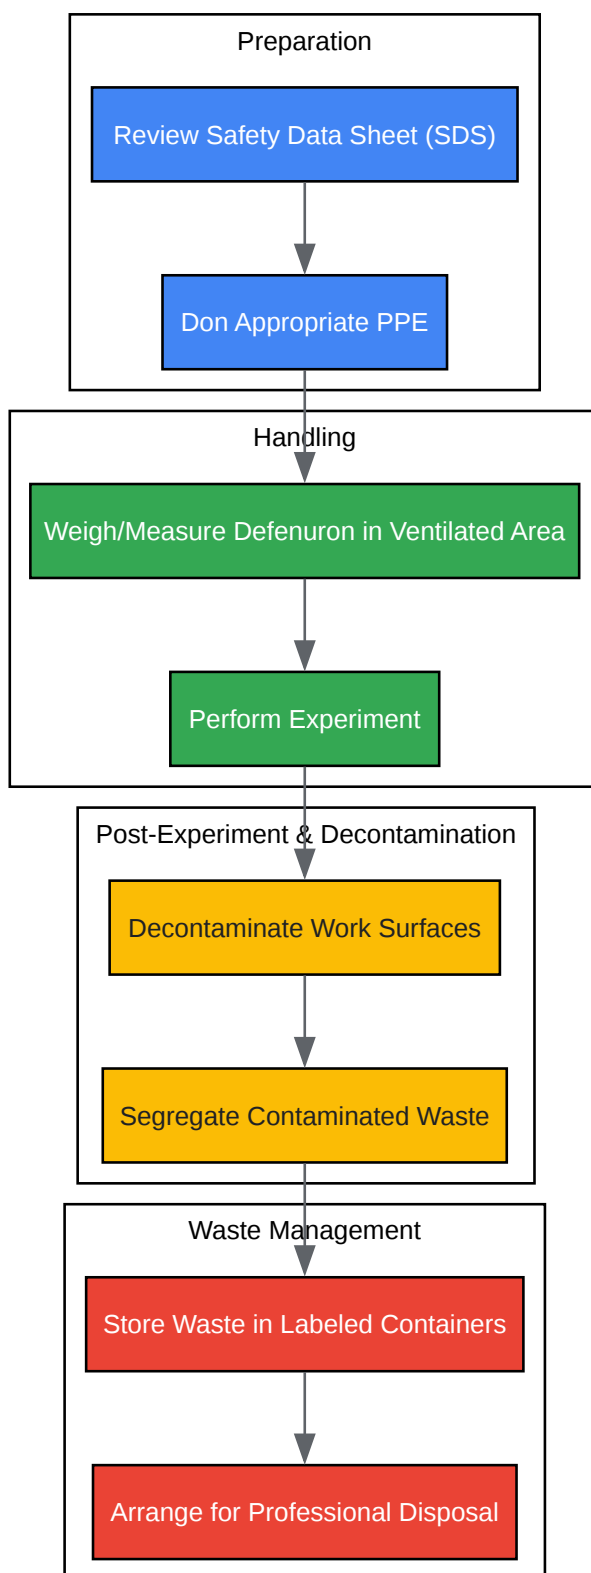 Preparation
Review Safety Data Sheet (SDS)
Don Appropriate PPE
Handling
Weigh/Measure Defenuron in Ventilated Area
Perform Experiment
Post-Experiment & Decontamination
Decontaminate Work Surfaces
Segregate Contaminated Waste
Waste Management
Store Waste in Labeled Containers
Arrange for Professional Disposal